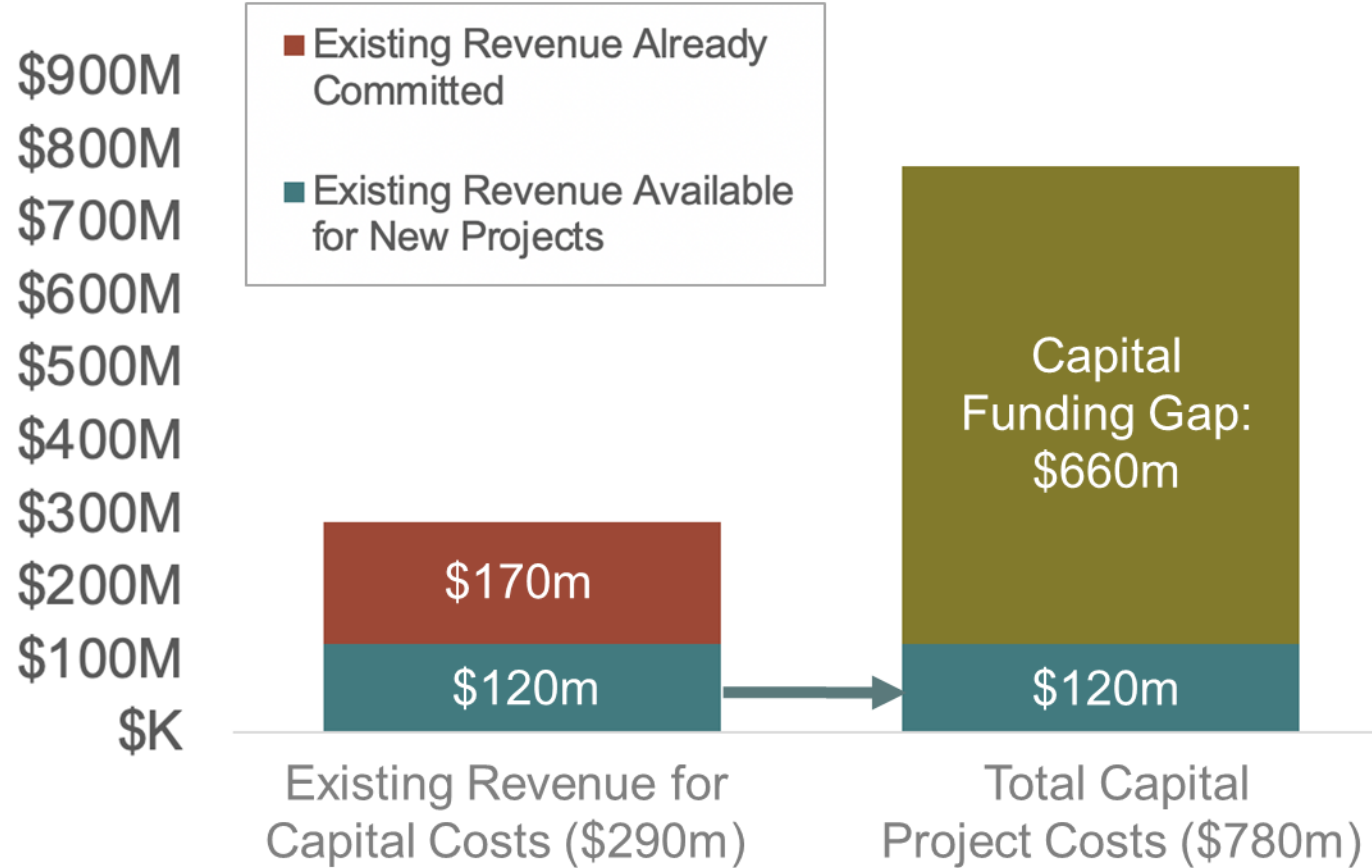 $900M
$800M
$700M
$600M
$500M
$400M
$300M
$200M
$100M
$K
Existing Revenue Already
Committed
Existing Revenue Available
for New Projects
$170m
$120m
Capital
Funding Gap:
$660m
$120m
Existing Revenue for
Capital Costs ($290m)
Total Capital
Project Costs ($780m)